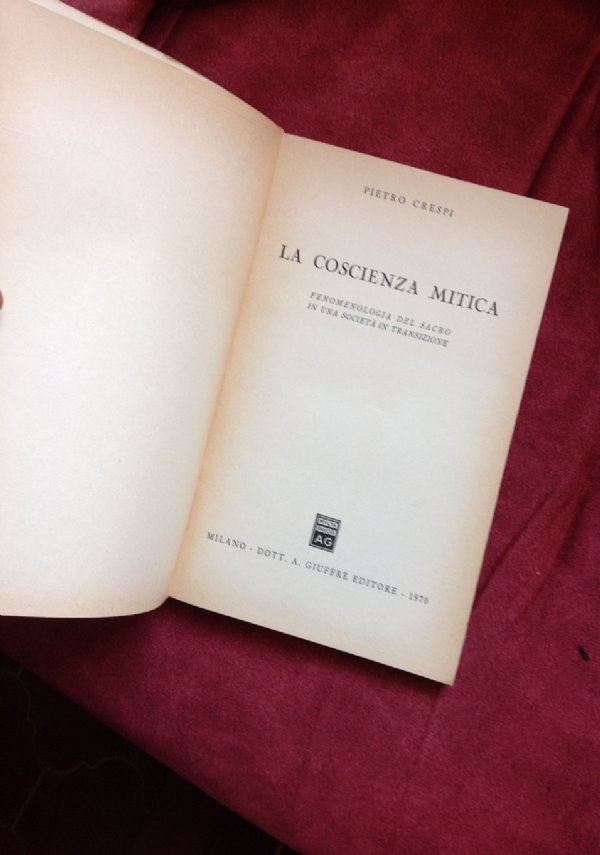 PIETRO CRESPI
LA COSCIENZA MITICA
FENOMENOLOGIA DEL SACRO
IN UNA SOCIETÀ IN TRANSIZIONE
AG
MILANO - DOTT. A. GIUFFRÈ EDITORE - 1970